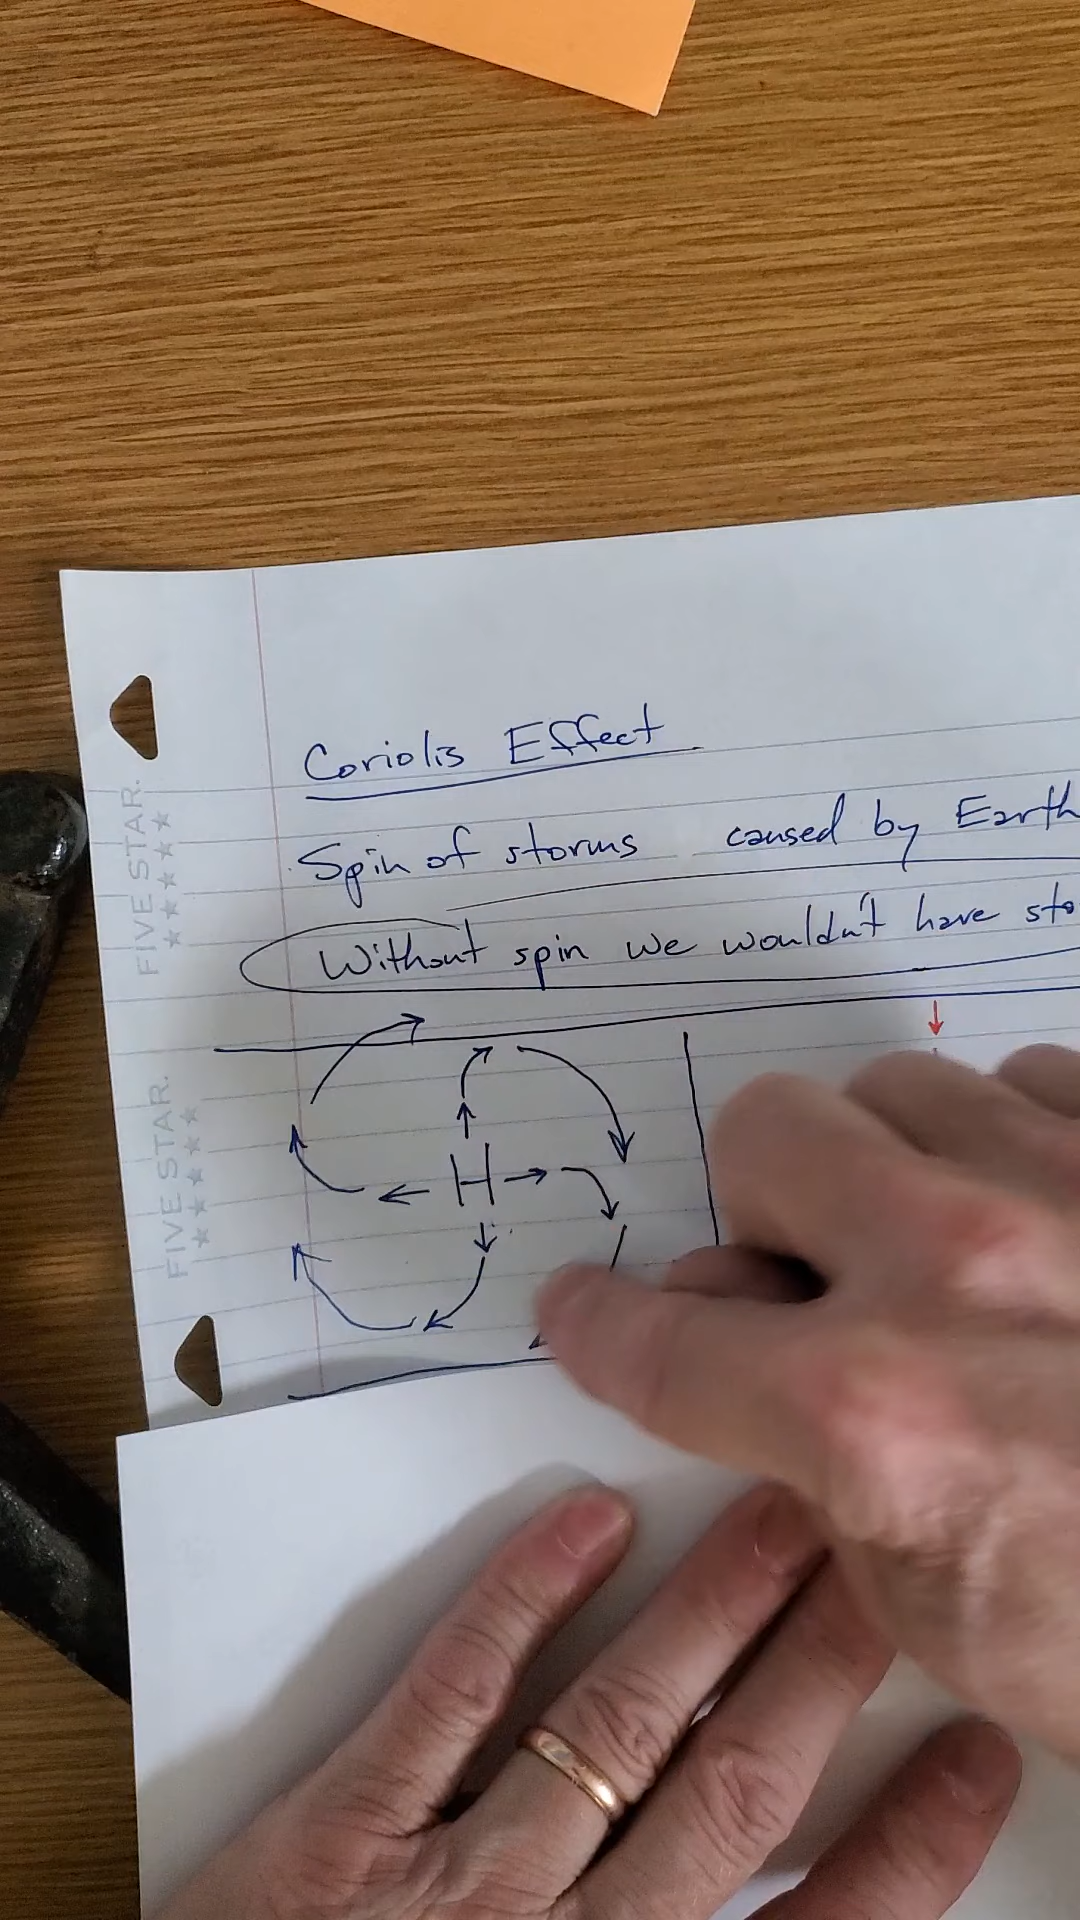 Coriolis Effect
Spin of storms caused by Earth
Without spin we wouldn't have sto
H
FIVE STAR.
FIVE STAR.